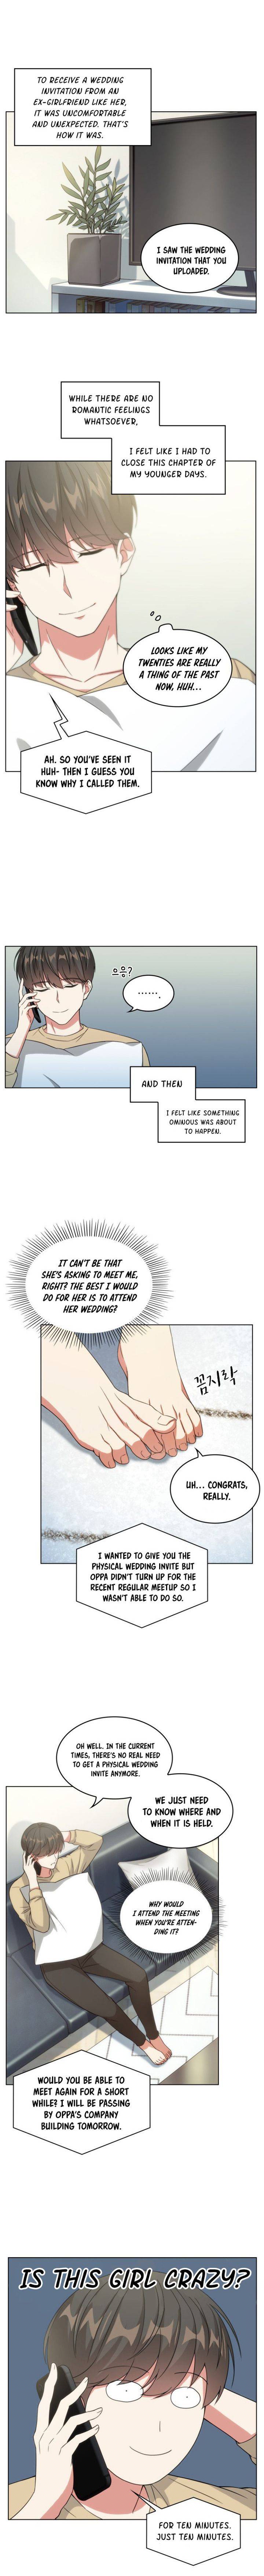 TO RECEIVE A WEDDING
INVITATION FROM AN
EX-GIRLFRIEND LIKE HER,
IT WAS UNCOMFORTABLE
AND UNEXPECTED. THAT'S
HOW IT WAS.
I SAW THE WEDDING
INVITATION THAT YOU
UPLOADED.
WHILE THERE ARE NO
ROMANTIC FEELINGS
WHATSOEVER,
I FELT LIKE I HAD TO
CLOSE THIS CHAPTER OF
MY YOUNGER DAYS.
LOOKS LIKE MY
TWENTIES ARE REALLY
A THING OF THE PAST
NOW, HUH...
AH. SO YOU'VE SEEN IT
HUH- THEN I GUESS YOU
KNOW WHY I CALLED THEM.
으응?
.......
AND THEN
I FELT LIKE SOMETHING
OMINOUS WAS ABOUT
TO HAPPEN.
IT CAN'T BE THAT
SHE'S ASKING TO MEET ME,
RIGHT? THE BEST I WOULD
DO FOR HER IS TO ATTEND
HER WEDDING?
꼼지락
UH... CONGRATS,
REALLY.
I WANTED TO GIVE YOU THE
PHYSICAL WEDDING INVITE BUT
OPPA DIDN'T TURN UP FOR THE
RECENT REGULAR MEETUP SO I
WASN'T ABLE TO DO SO.
OH WELL. IN THE CURRENT
TIMES, THERE'S NO REAL NEED
TO GET A PHYSICAL WEDDING
INVITE ANYMORE.
WE JUST NEED
TO KNOW WHERE AND
WHEN IT IS HELD.
WHY WOULD
I ATTEND THE MEETING
WHEN YOU'RE ATTEN-
DING IT?
WOULD YOU BE ABLE TO
MEET AGAIN FOR A SHORT
WHILE? I WILL BE PASSING
BY OPPA'S COMPANY
BUILDING TOMORROW.
IS THIS GIRL CRAZY?
FOR TEN MINUTES.
JUST TEN MINUTES.